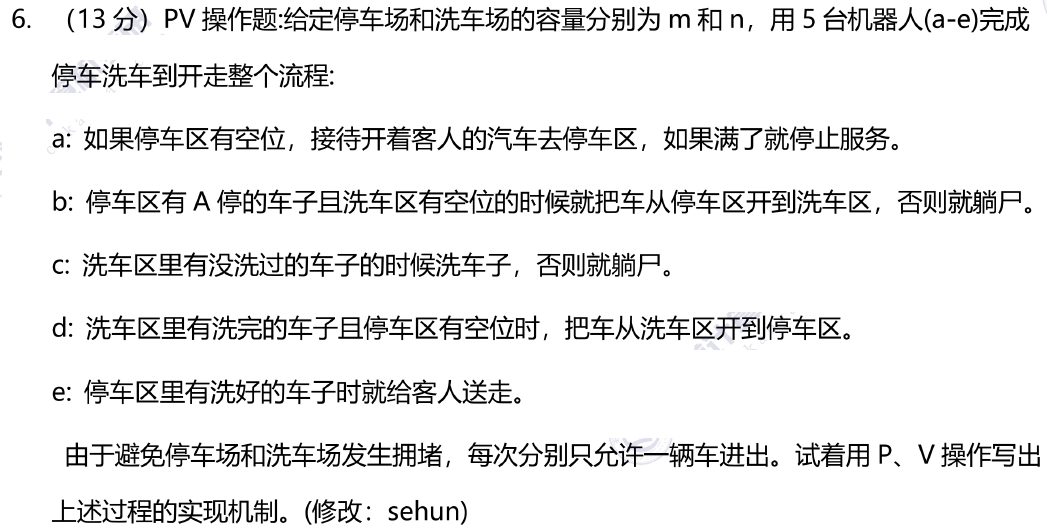 6. （13 分）PV 操作题:给定停车场和洗车场的容量分别为 m 和 n，用 5 台机器人(a-e)完成
停车洗车到开走整个流程:
a: 如果停车区有空位，接待开着客人的汽车去停车区，如果满了就停止服务。
b: 停车区有 A 停的车子且洗车区有空位的时候就把车从停车区开到洗车区，否则就躺尸。
c: 洗车区里有没洗过的车子的时候洗车子，否则就躺尸。
d: 洗车区里有洗完的车子且停车区有空位时，把车从洗车区开到停车区。
e: 停车区里有洗好的车子时就给客人送走。
由于避免停车场和洗车场发生拥堵，每次分别只允许一辆车进出。试着用 P、V 操作写出
上述过程的实现机制。(修改：sehun)